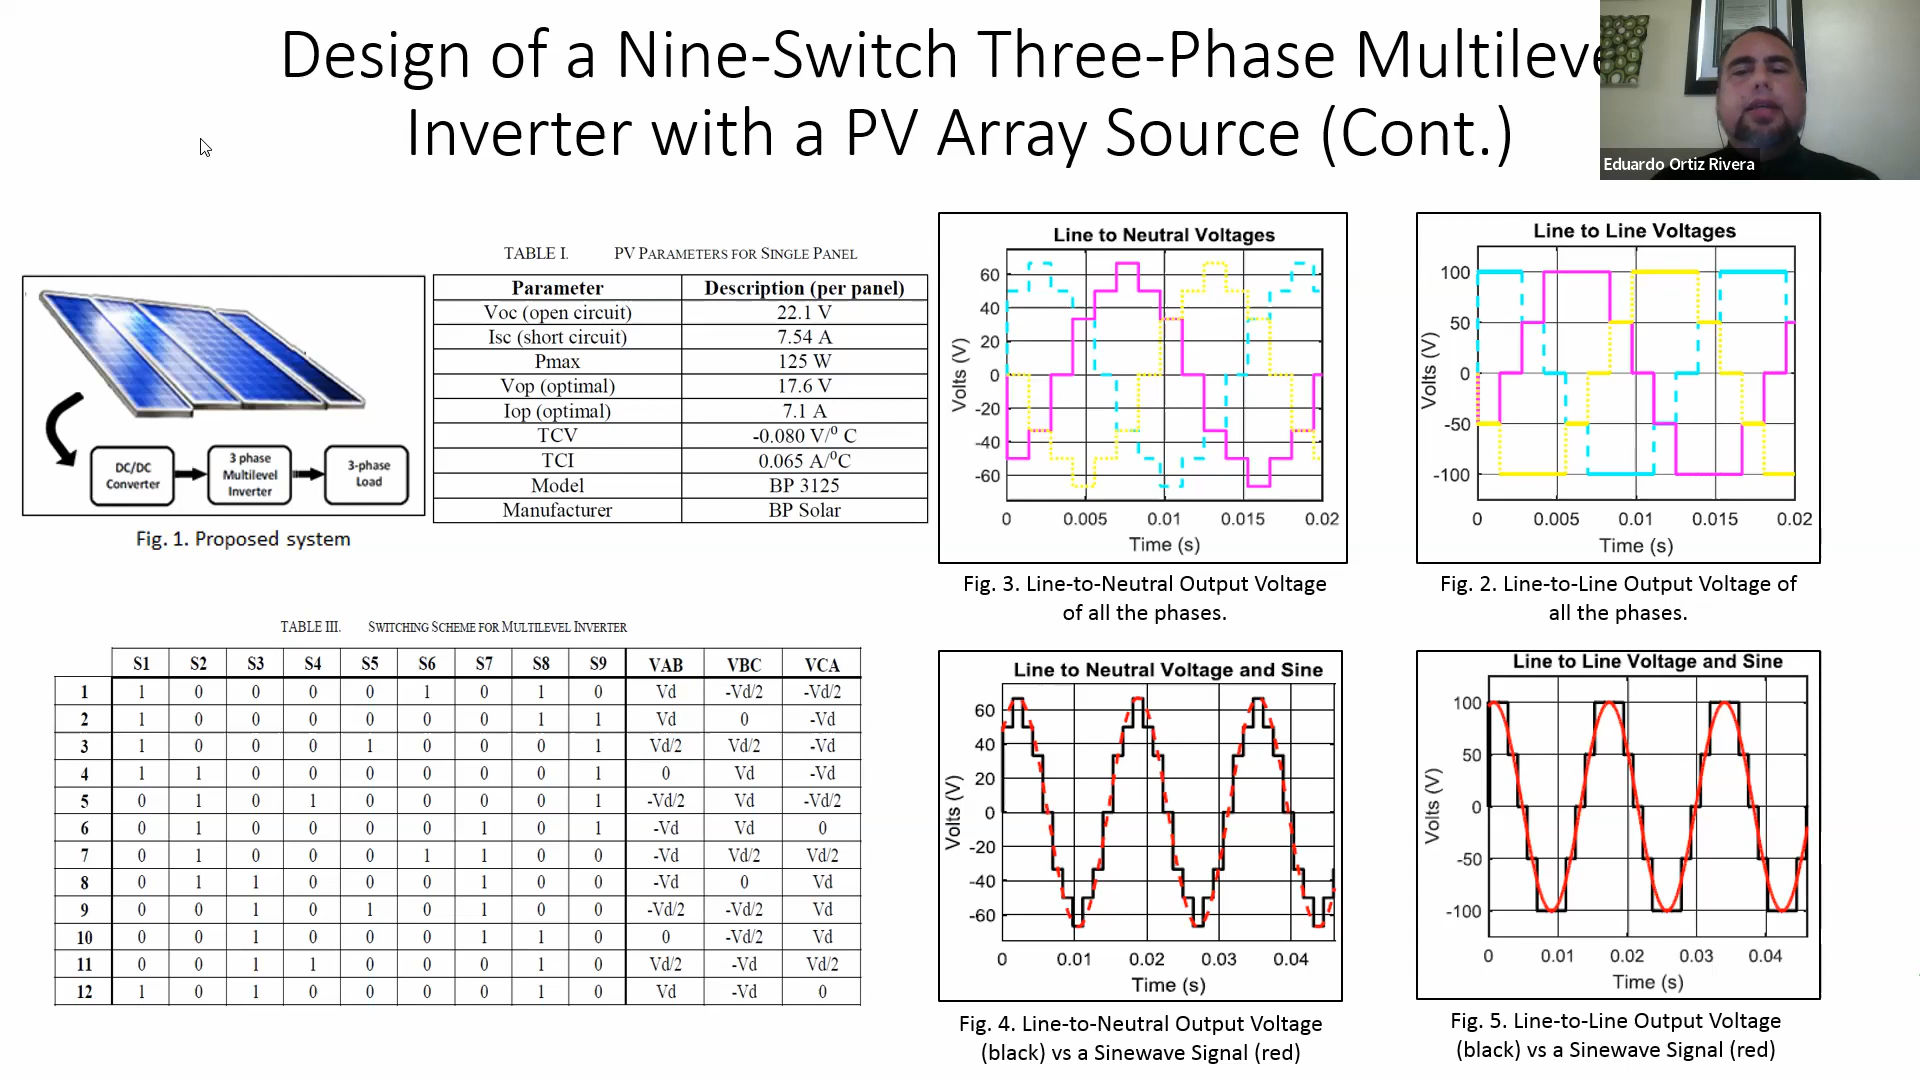 Design of a Nine-Switch Three-Phase Multileve
Inverter with a PV Array Source (Cont.)
Eduardo Ortiz Rivera
DC/DC
Converter
3 phase
Multilevel
Inverter
3-phase
Load
Fig. 1. Proposed system
TABLE I. PV PARAMETERS FOR SINGLE PANEL
Parameter Description (per panel)
Voc (open circuit) 22.1 V
Isc (short circuit) 7.54 A
Pmax 125 W
Vop (optimal) 17.6 V
Iop (optimal) 7.1 A
TCV -0.080 V/⁰ C
TCI 0.065 A/⁰C
Model BP 3125
Manufacturer BP Solar
Line to Neutral Voltages
Volts (V)
60
40
20
0
-20
-40
-60
0 0.005 0.01 0.015 0.02
Time (s)
Fig. 3. Line-to-Neutral Output Voltage
of all the phases.
Line to Line Voltages
Volts (V)
100
50
0
-50
-100
0 0.005 0.01 0.015 0.02
Time (s)
Fig. 2. Line-to-Line Output Voltage of
all the phases.
TABLE III. SWITCHING SCHEME FOR MULTILEVEL INVERTER
S1 S2 S3 S4 S5 S6 S7 S8 S9 VAB VBC VCA
1 1 0 0 0 0 1 0 1 0 Vd -Vd/2 -Vd/2
2 1 0 0 0 0 0 0 1 1 Vd 0 -Vd
3 1 0 0 0 1 0 0 0 1 Vd/2 Vd/2 -Vd
4 1 1 0 0 0 0 0 0 1 0 Vd -Vd
5 0 1 0 1 0 0 0 0 1 -Vd/2 Vd -Vd/2
6 0 1 0 0 0 0 1 0 1 -Vd Vd 0
7 0 1 0 0 0 1 1 0 0 -Vd Vd/2 Vd/2
8 0 1 1 0 0 0 1 0 0 -Vd 0 Vd
9 0 0 1 0 1 0 1 0 0 -Vd/2 -Vd/2 Vd
10 0 0 1 0 0 0 1 1 0 0 -Vd/2 Vd
11 0 0 1 1 0 0 0 1 0 Vd/2 -Vd Vd/2
12 1 0 1 0 0 0 0 1 0 Vd -Vd 0
Line to Neutral Voltage and Sine
Volts (V)
60
40
20
0
-20
-40
-60
0 0.01 0.02 0.03 0.04
Time (s)
Fig. 4. Line-to-Neutral Output Voltage
(black) vs a Sinewave Signal (red)
Line to Line Voltage and Sine
Volts (V)
100
50
0
-50
-100
0 0.01 0.02 0.03 0.04
Time (s)
Fig. 5. Line-to-Line Output Voltage
(black) vs a Sinewave Signal (red)